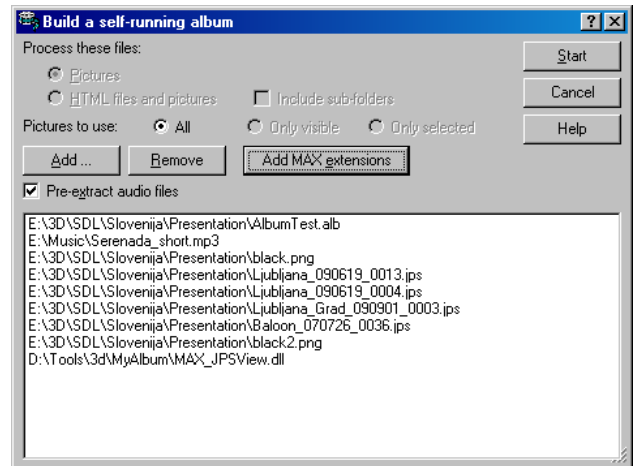 Build a self-running album
Process these files:
Start
Pictures
HTML files and pictures
Include sub-folders
Cancel
Pictures to use:
All
Only visible
Only selected
Help
Add ...
Remove
Add MAX extensions
Pre-extract audio files
E:\3D\SDL\Slovenija\Presentation\AlbumTest.alb
E:\Music\Serenada_short.mp3
E:\3D\SDL\Slovenija\Presentation\black.png
E:\3D\SDL\Slovenija\Presentation\Ljubljana_090619_0013.jps
E:\3D\SDL\Slovenija\Presentation\Ljubljana_090619_0004.jps
E:\3D\SDL\Slovenija\Presentation\Ljubljana_Grad_090901_0003.jps
E:\3D\SDL\Slovenija\Presentation\Baloon_070726_0036.jps
E:\3D\SDL\Slovenija\Presentation\black2.png
D:\Tools\3d\MyAlbum\MAX_JPSView.dll